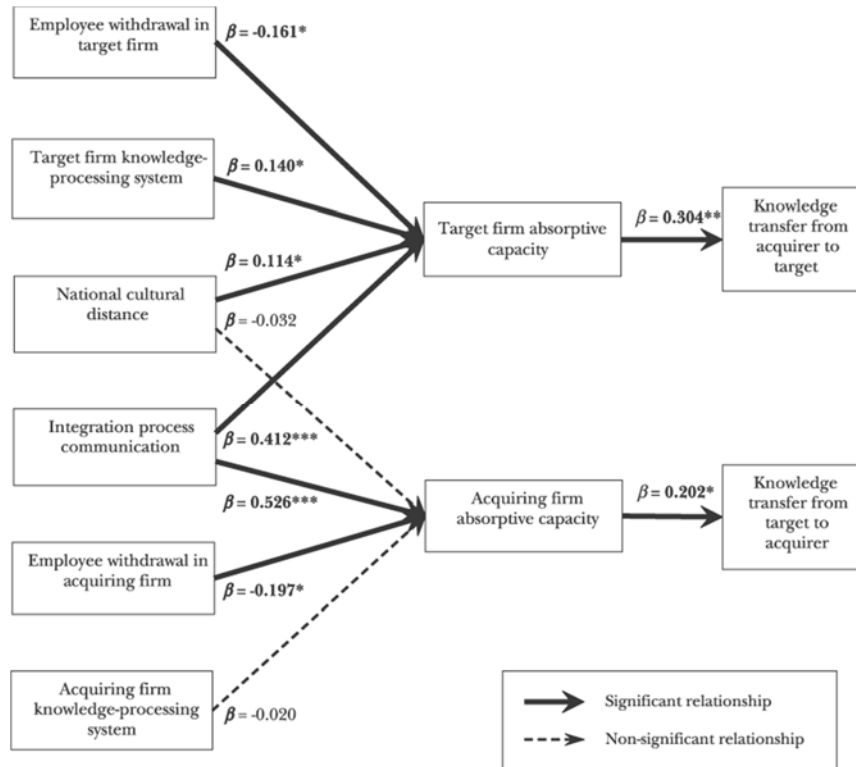 Employee withdrawal in
target firm
β = -0.161*
Target firm knowledge-
processing system
β = 0.140*
Target firm absorptive
capacity
β = 0.304**
Knowledge
transfer from
acquirer to
target
β = 0.114*
National cultural
distance
β = -0.032
Integration process
communication
β = 0.412***
β = 0.526***
Acquiring firm
absorptive capacity
β = 0.202*
Knowledge
transfer from
target to
acquirer
Employee withdrawal in
acquiring firm
β = -0.197*
Acquiring firm
knowledge-processing
system
β = -0.020
Significant relationship
Non-significant relationship